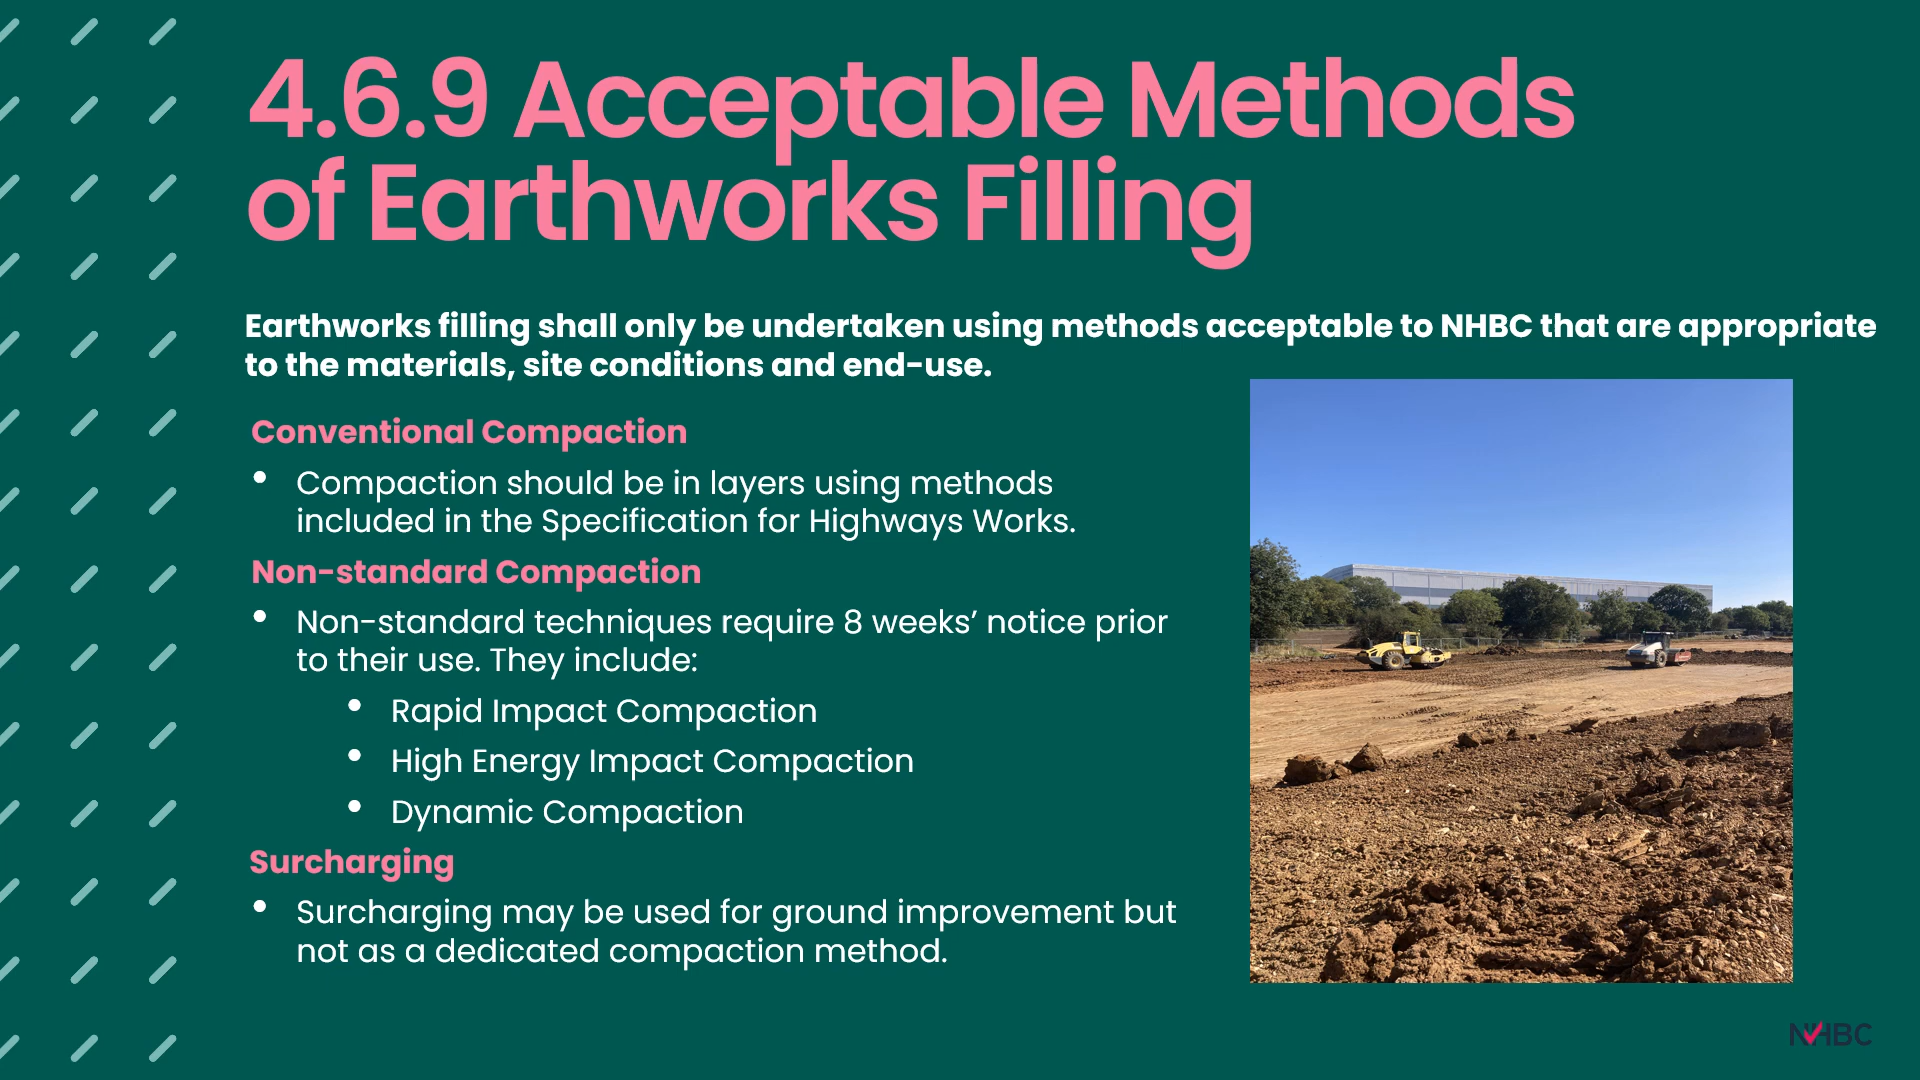 4.6.9 Acceptable Methods
of Earthworks Filling
Earthworks filling shall only be undertaken using methods acceptable to NHBC that are appropriate
to the materials, site conditions and end-use.
Conventional Compaction
• Compaction should be in layers using methods
included in the Specification for Highways Works.
Non-standard Compaction
• Non-standard techniques require 8 weeks’ notice prior
to their use. They include:
• Rapid Impact Compaction
• High Energy Impact Compaction
• Dynamic Compaction
Surcharging
• Surcharging may be used for ground improvement but
not as a dedicated compaction method.
NHBC